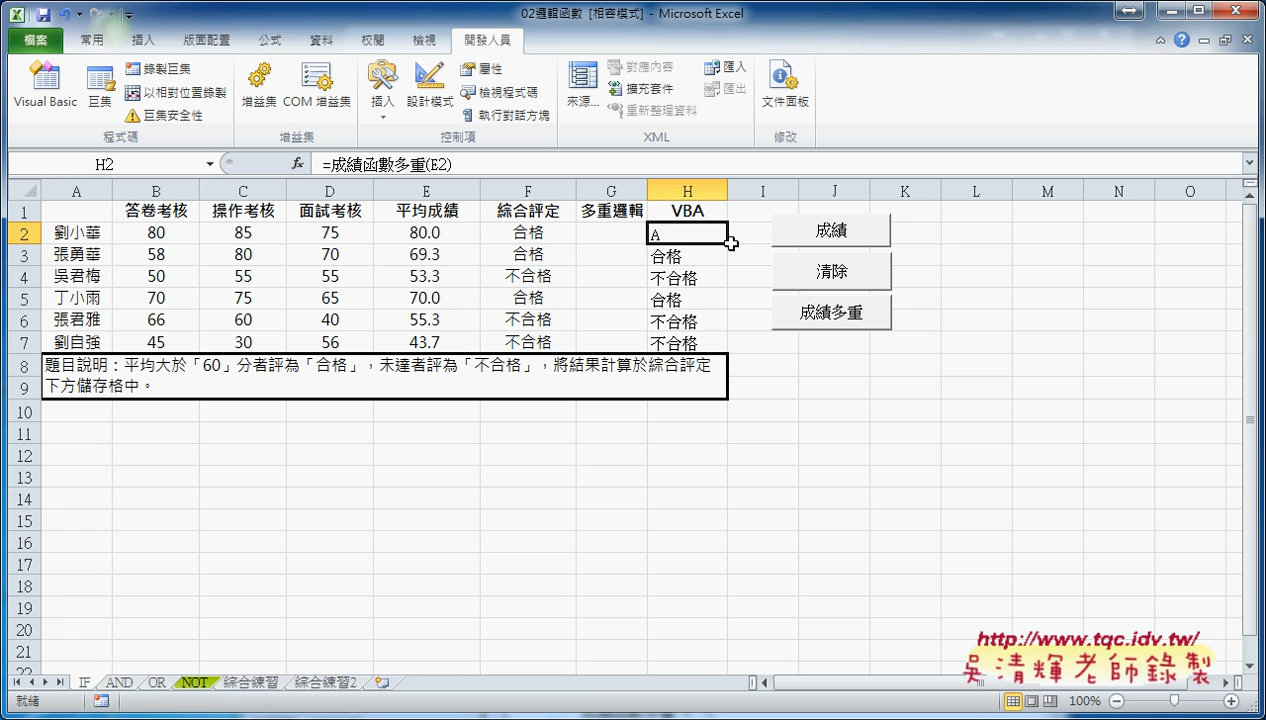 02邏輯函數 [相容模式] - Microsoft Excel
檔案 常用 插入 版面配置 公式 資料 校閱 檢視 開發人員
Visual Basic 巨集 錄製巨集 以相對位置錄製 巨集安全性 增益集 COM 增益集 插入 設計模式 屬性 檢視程式碼 執行對話方塊 來源... 對應內容 擴充套件 重新整理資料 匯入 匯出 文件面板
程式碼 增益集 控制項 XML 修改
H2 fx =成績函數多重(E2)
A B C D E F G H I J K L M N O
1 答卷考核 操作考核 面試考核 平均成績 綜合評定 多重邏輯 VBA
2 劉小華 80 85 75 80.0 合格 A 成績
3 張勇華 58 80 70 69.3 合格 合格
4 吳君梅 50 55 55 53.3 不合格 不合格 清除
5 丁小雨 70 75 65 70.0 合格 合格 成績多重
6 張君雅 66 60 40 55.3 不合格 不合格
7 劉自強 45 30 56 43.7 不合格 不合格
8 題目說明：平均大於「60」分者評為「合格」，未達者評為「不合格」，將結果計算於綜合評定
9 下方儲存格中。
10
11
12
13
14
15
16
17
18
19
20
21
22
http://www.tqc.idv.tw/
吳清輝老師錄製
IF AND OR NOT 綜合練習 綜合練習2
就緒 100%